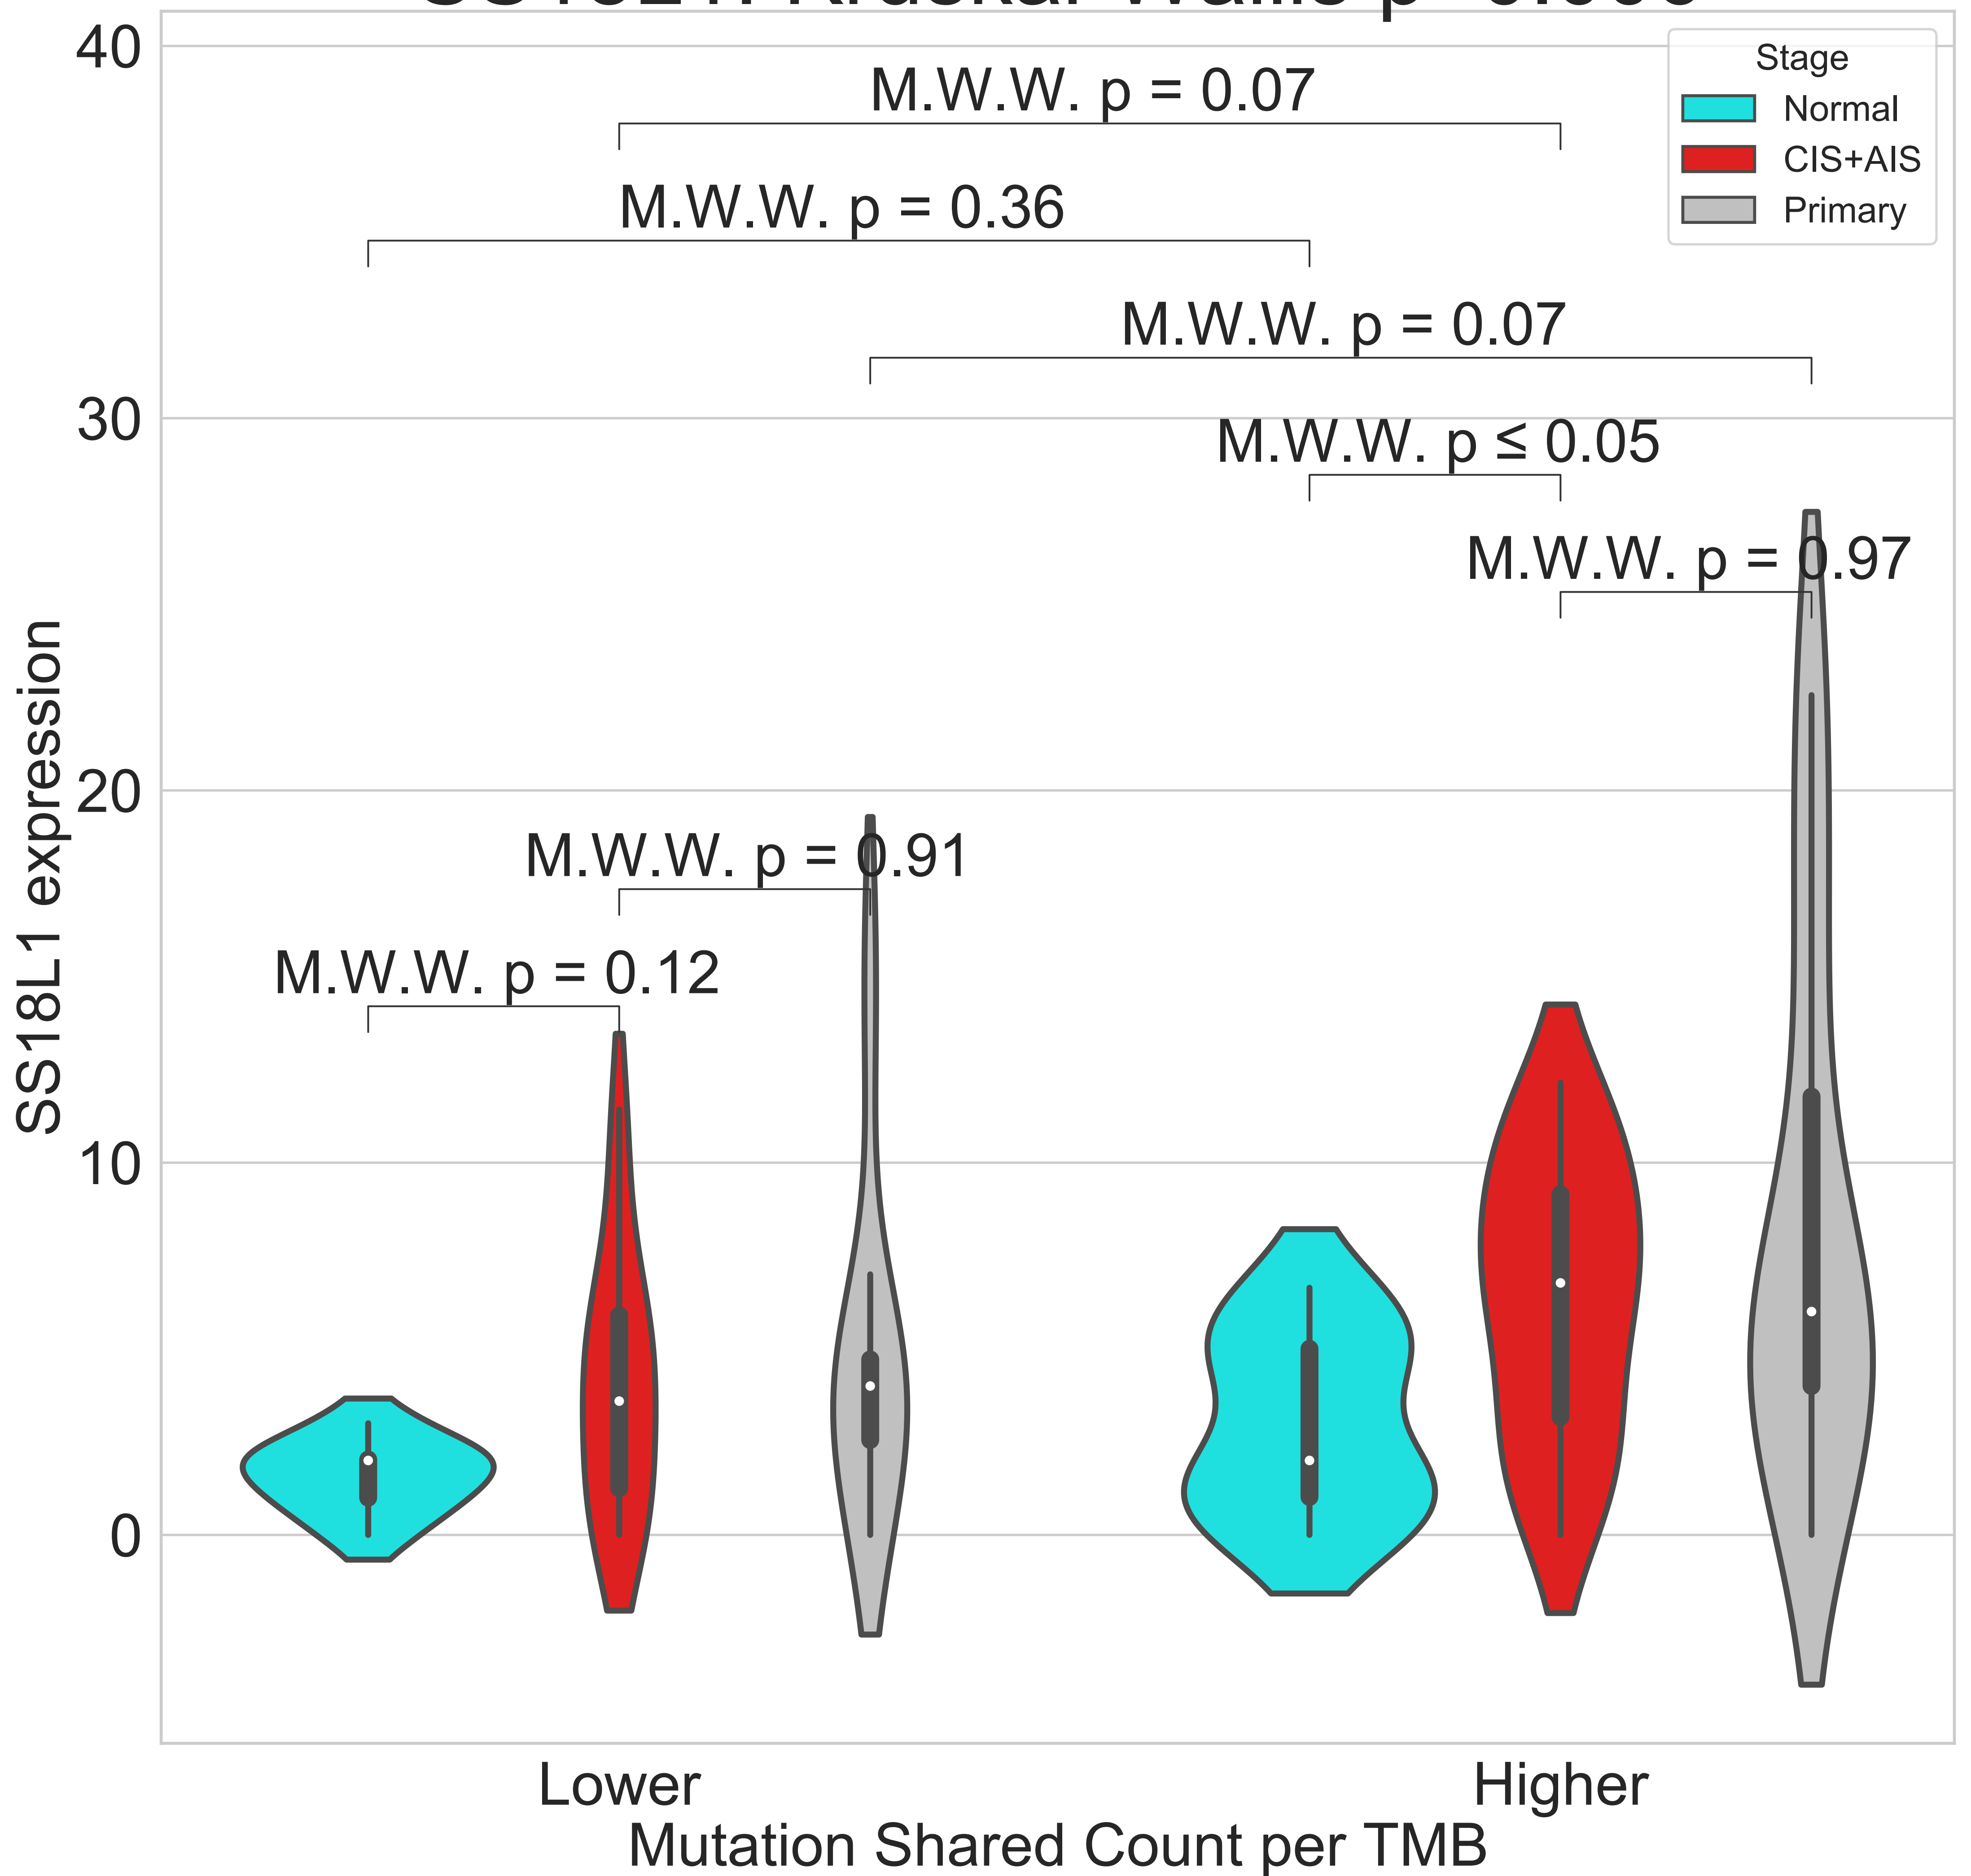 40
M.W.W. p = 0.07
Stage
Normal
CIS+AIS
Primary
M.W.W. p = 0.36
M.W.W. p = 0.07
30
M.W.W. p ≤ 0.05
M.W.W. p = 0.97
SS18L1 expression
20
M.W.W. p = 0.91
M.W.W. p = 0.12
10
0
Lower
Higher
Mutation Shared Count per TMB